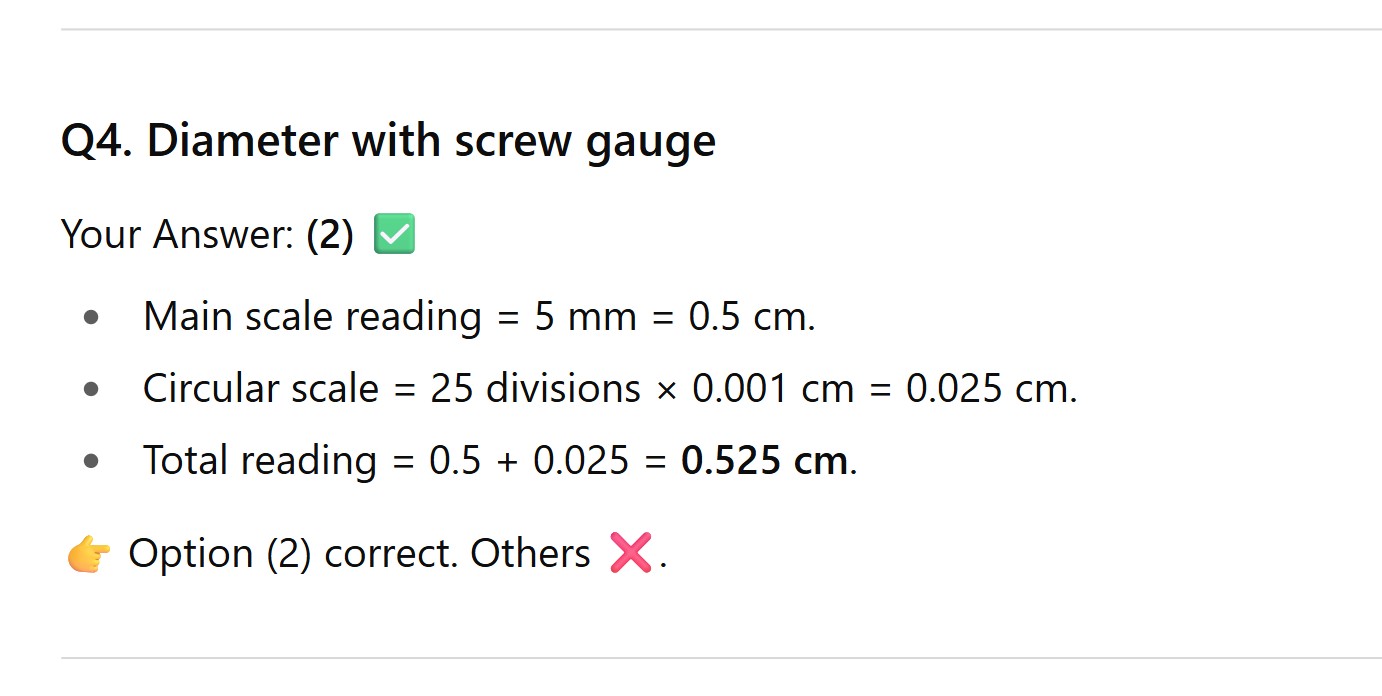 Q4. Diameter with screw gauge
Your Answer: (2) ✅
• Main scale reading = 5 mm = 0.5 cm.
• Circular scale = 25 divisions × 0.001 cm = 0.025 cm.
• Total reading = 0.5 + 0.025 = 0.525 cm.
👉 Option (2) correct. Others ❌.